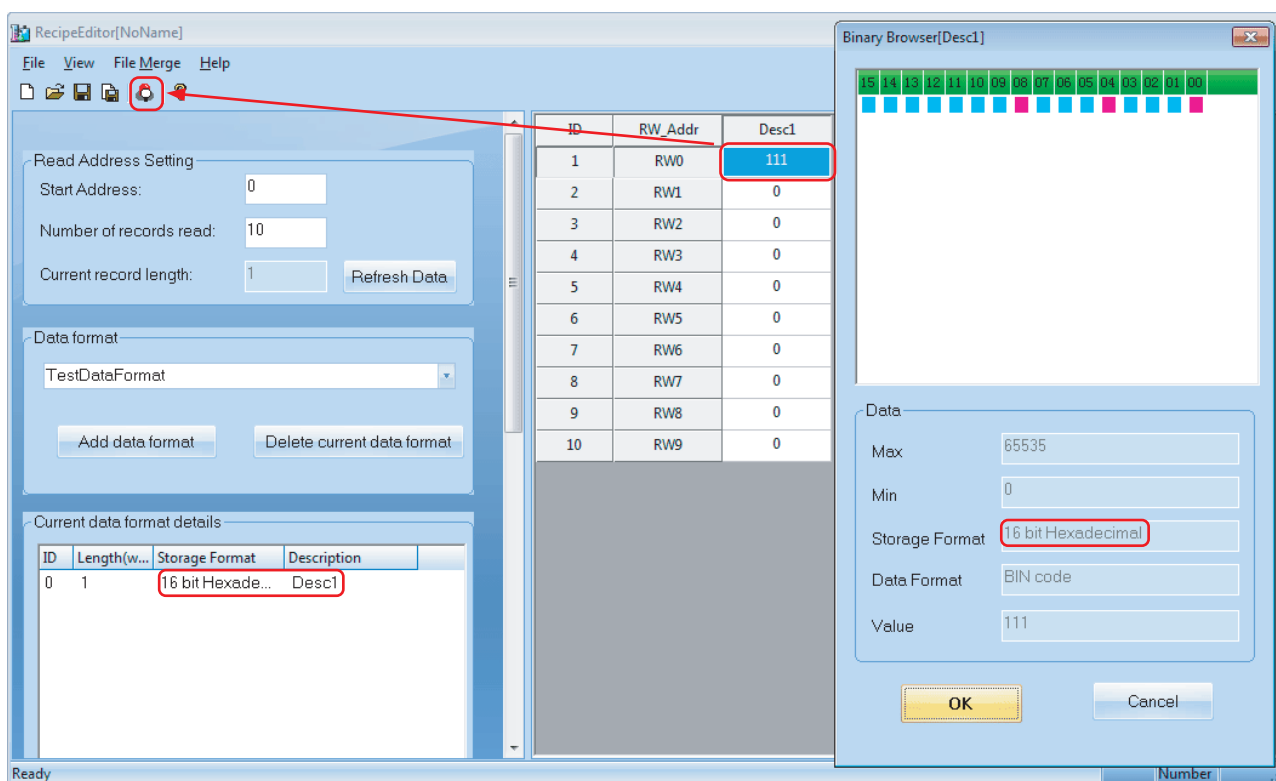 RecipeEditor[NoName]
File View File Merge Help
Read Address Setting
Start Address: 0
Number of records read: 10
Current record length: 1 Refresh Data
Data format
TestDataFormat
Add data format Delete current data format
Current data format details
ID Length(w... Storage Format Description
0 1 16 bit Hexade... Desc1
Ready
ID RW_Addr Desc1
1 RW0 111
2 RW1 0
3 RW2 0
4 RW3 0
5 RW4 0
6 RW5 0
7 RW6 0
8 RW7 0
9 RW8 0
10 RW9 0
Binary Browser[Desc1]
15 14 13 12 11 10 09 08 07 06 05 04 03 02 01 00
Data
Max 65535
Min 0
Storage Format 16 bit Hexadecimal
Data Format BIN code
Value 111
OK Cancel
Number